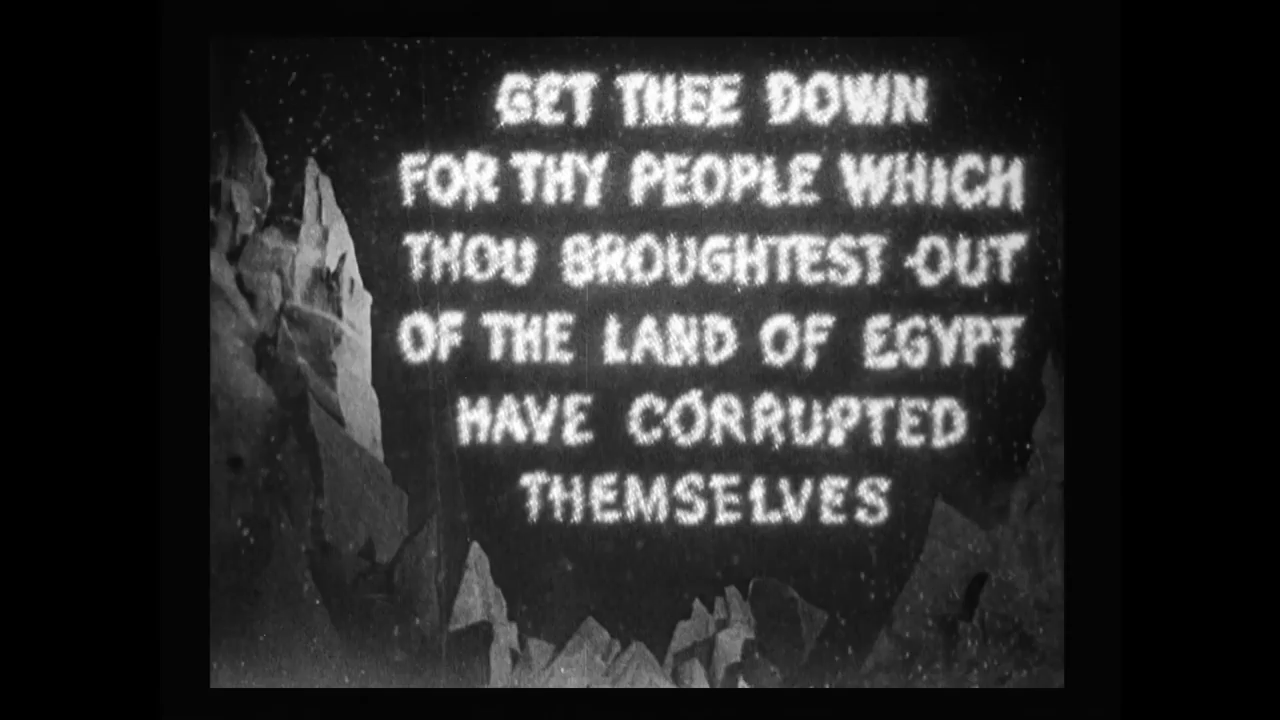 GET THEE DOWN
FOR THY PEOPLE WHICH
THOU BROUGHTEST OUT
OF THE LAND OF EGYPT
HAVE CORRUPTED
THEMSELVES